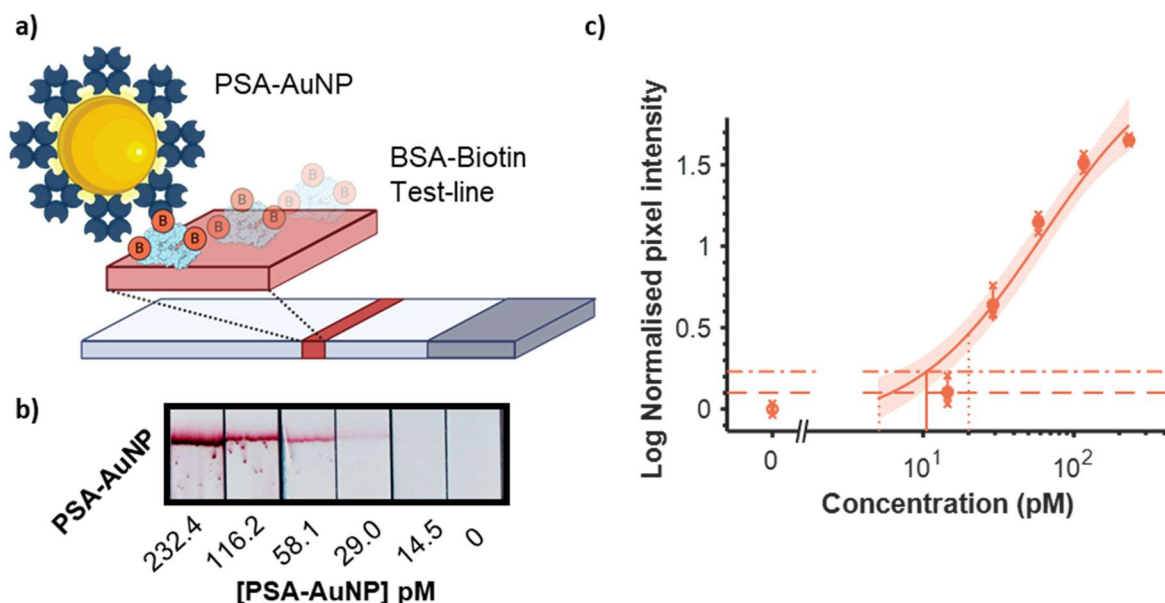 a)
PSA-AuNP
BSA-Biotin
Test-line
B B B B B B B B B
b)
PSA-AuNP
232.4 116.2 58.1 29.0 14.5 0
[PSA-AuNP] pM
c)
Log Normalised pixel intensity
1.5
1
0.5
0
0 10¹ 10²
Concentration (pM)